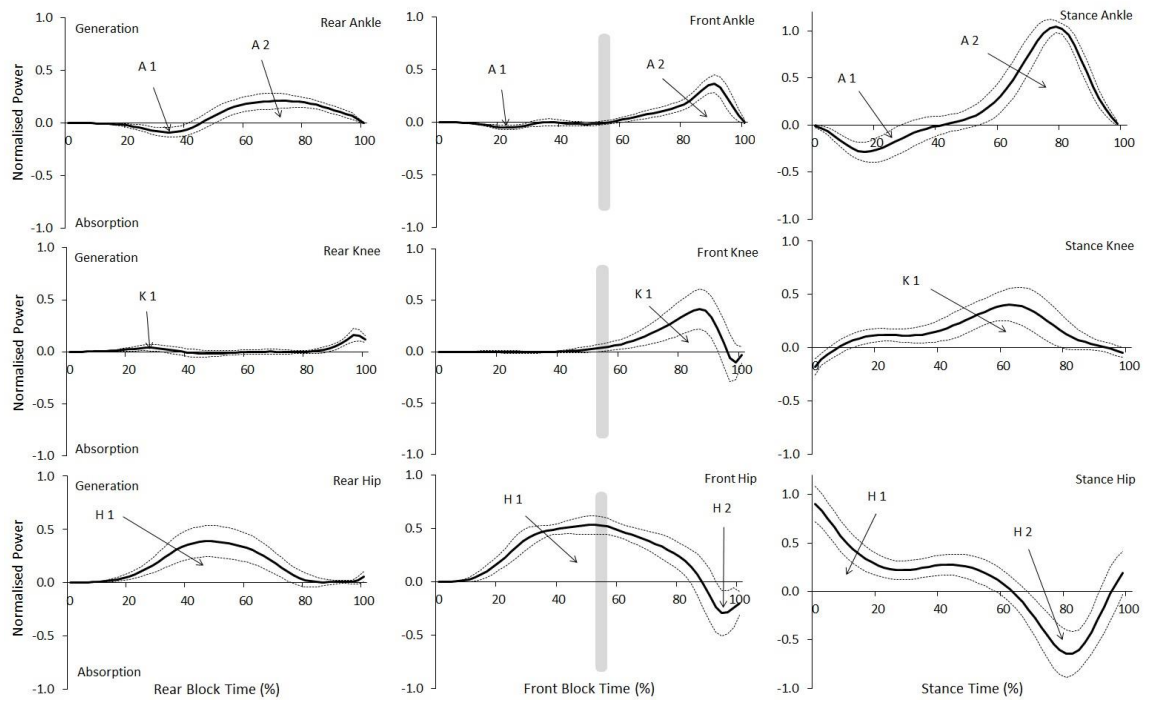 Rear Ankle
Generation
1.0
0.5
0.0
-0.5
-1.0
Normalised Power
A 1
A 2
0 20 40 60 80 100
Absorption
Front Ankle
1.0
0.5
0.0
-0.5
-1.0
A 1
A 2
0 20 40 60 80 100
Stance Ankle
1.0
0.5
0.0
-0.5
-1.0
A 1
A 2
0 20 40 60 80 100
Rear Knee
Generation
1.0
0.5
0.0
-0.5
-1.0
Normalised Power
K 1
0 20 40 60 80 100
Absorption
Front Knee
1.0
0.5
0.0
-0.5
-1.0
K 1
0 20 40 60 80 100
Stance Knee
1.0
0.5
0.0
-0.5
-1.0
K 1
0 20 40 60 80 100
Rear Hip
Generation
1.0
0.5
0.0
-0.5
-1.0
Normalised Power
H 1
0 20 40 60 80 100
Absorption
Rear Block Time (%)
Front Hip
1.0
0.5
0.0
-0.5
-1.0
H 1
H 2
0 20 40 60 80 100
Front Block Time (%)
Stance Hip
1.0
0.5
0.0
-0.5
-1.0
H 1
H 2
0 20 40 60 80 100
Stance Time (%)